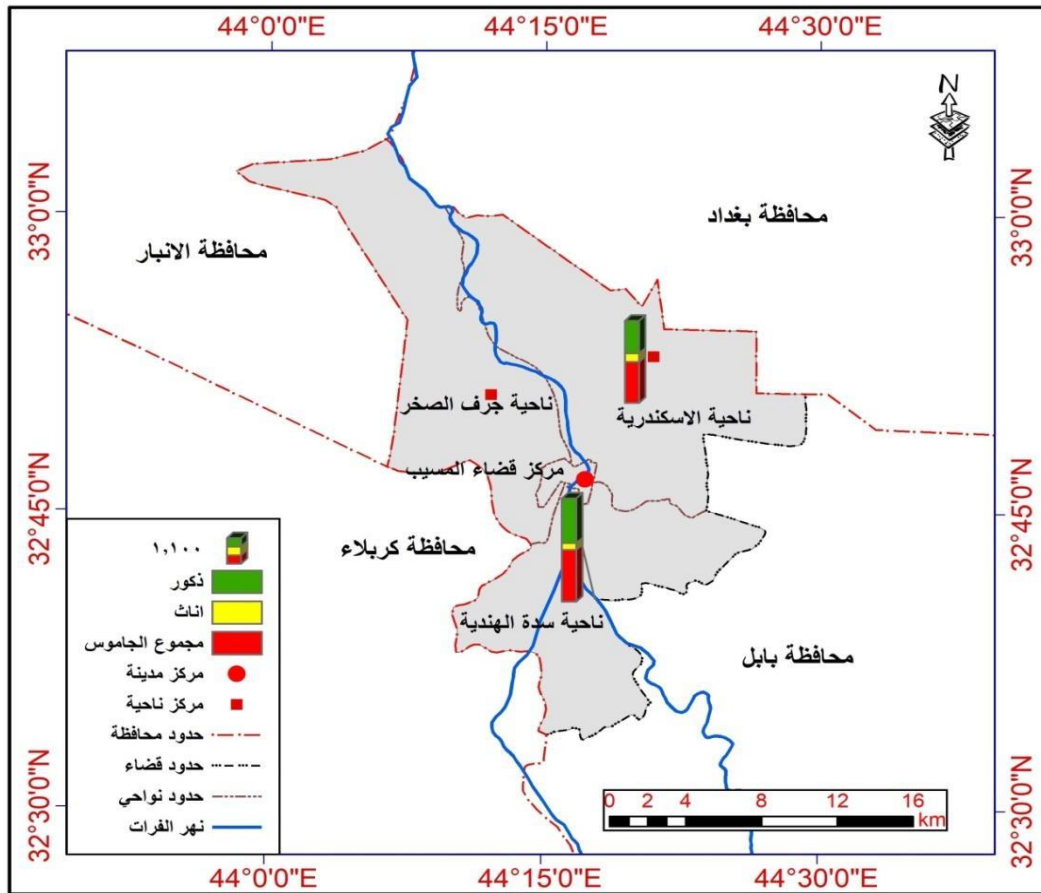 44°0'0"E
44°15'0"E
44°30'0"E
N
33°0'0"N
33°0'0"N
محافظة بغداد
محافظة الانبار
ناحية جرف الصخر
ناحية الاسكندرية
مركز قضاء المسيب
32°45'0"N
32°45'0"N
محافظة كربلاء
ناحية سدة الهندية
محافظة بابل
١,١٠٠
ذكور
اناث
مجموع الجاموس
مركز مدينة
مركز ناحية
حدود محافظة
حدود قضاء
حدود نواحي
نهر الفرات
32°30'0"N
32°30'0"N
0 2 4 8 12 16
km
44°0'0"E
44°15'0"E
44°30'0"E